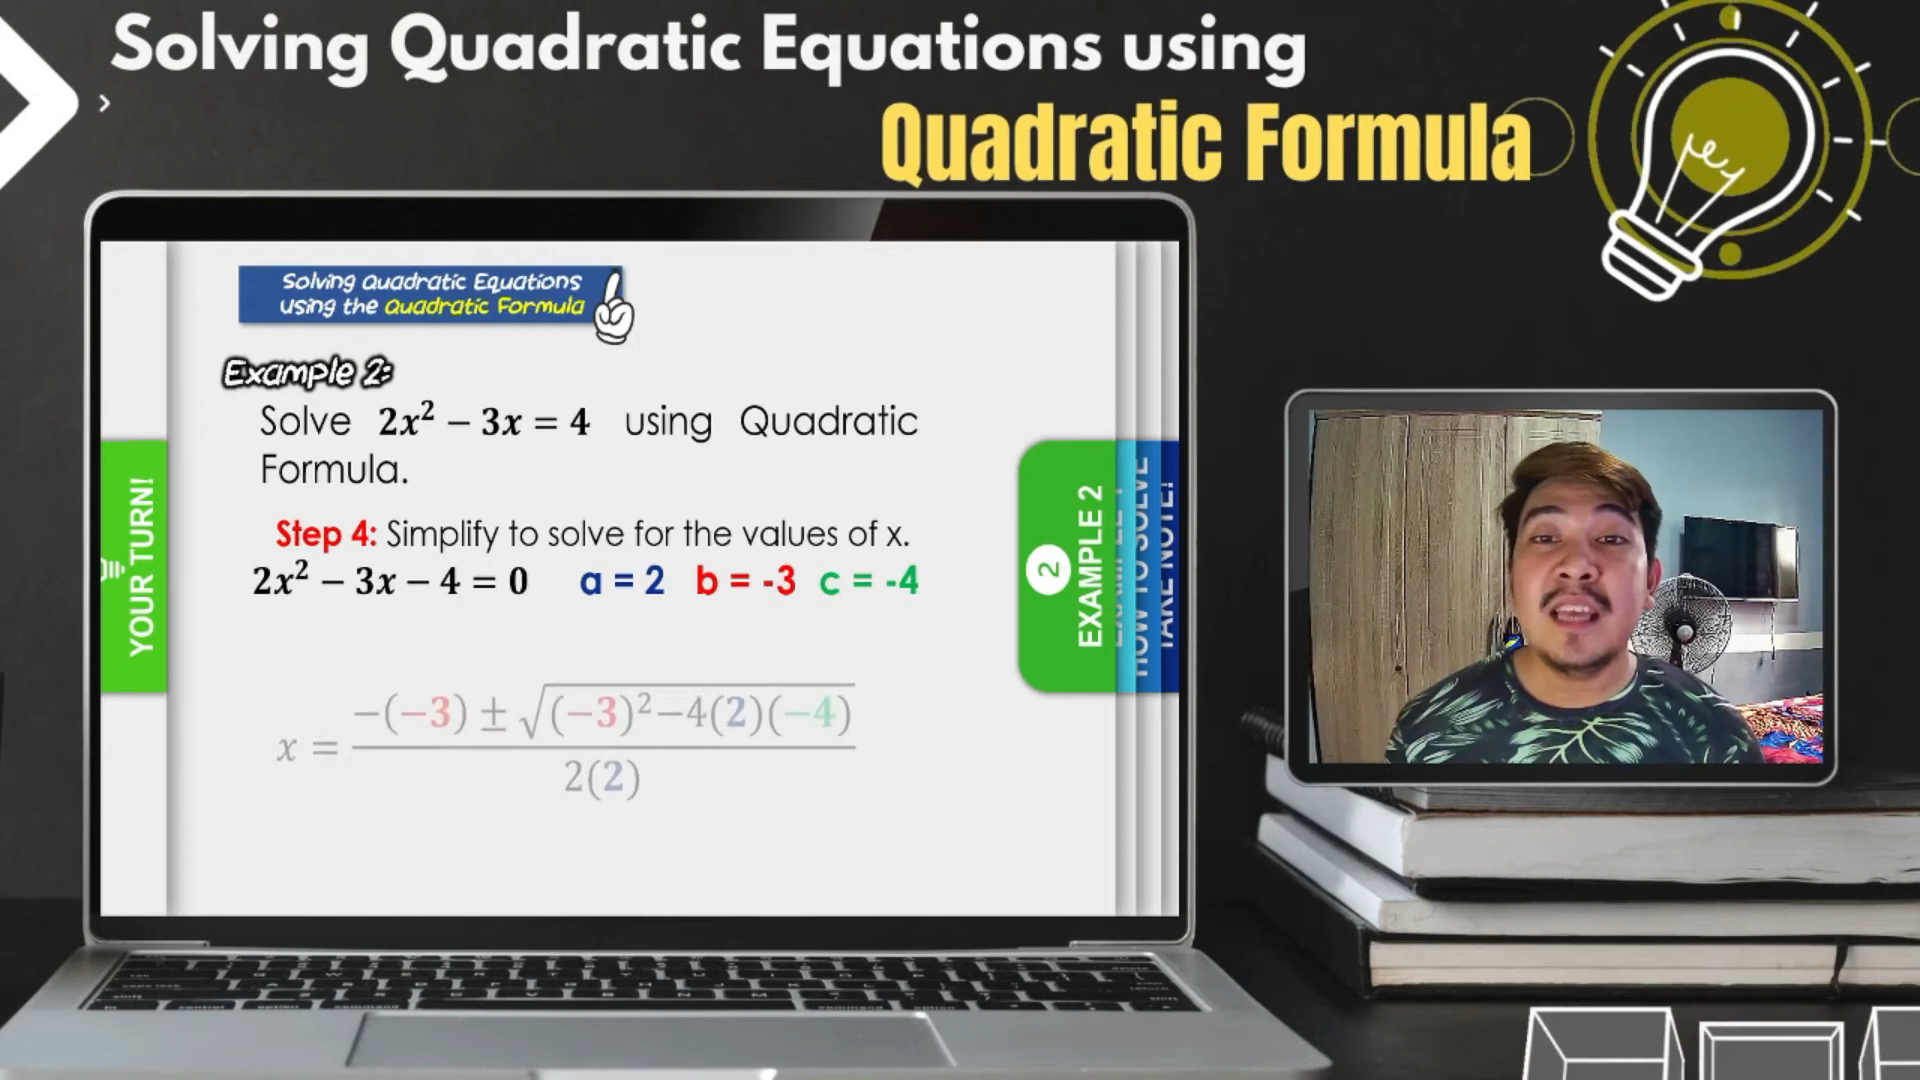 Solving Quadratic Equations using
Quadratic Formula
Solving Quadratic Equations
using the Quadratic Formula
Example 2:
Solve 2x² − 3x = 4 using Quadratic
Formula.
Step 4: Simplify to solve for the values of x.
2x² − 3x − 4 = 0 a = 2 b = -3 c = -4
x = −(−3) ± √(−3)²−4(2)(−4)
2(2)
YOUR TURN!
2 EXAMPLE 2
HOW TO SOLVE
TAKE NOTE!